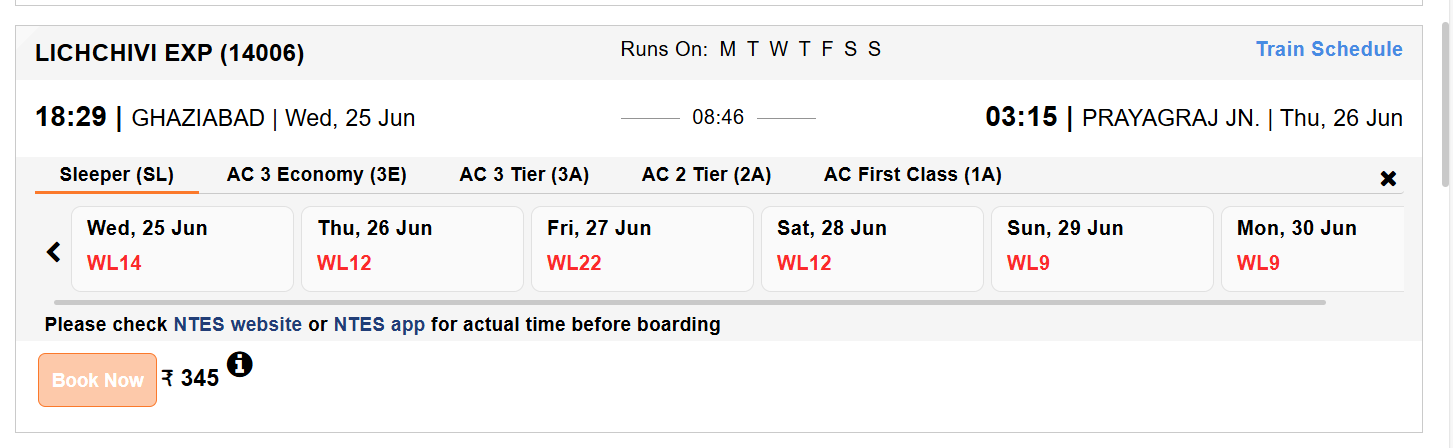 LICHCHIVI EXP (14006) Runs On: M T W T F S S Train Schedule
18:29 | GHAZIABAD | Wed, 25 Jun 08:46 03:15 | PRAYAGRAJ JN. | Thu, 26 Jun
Sleeper (SL) AC 3 Economy (3E) AC 3 Tier (3A) AC 2 Tier (2A) AC First Class (1A)
Wed, 25 Jun Thu, 26 Jun Fri, 27 Jun Sat, 28 Jun Sun, 29 Jun Mon, 30 Jun
WL14 WL12 WL22 WL12 WL9 WL9
Please check NTES website or NTES app for actual time before boarding
Book Now ₹ 345